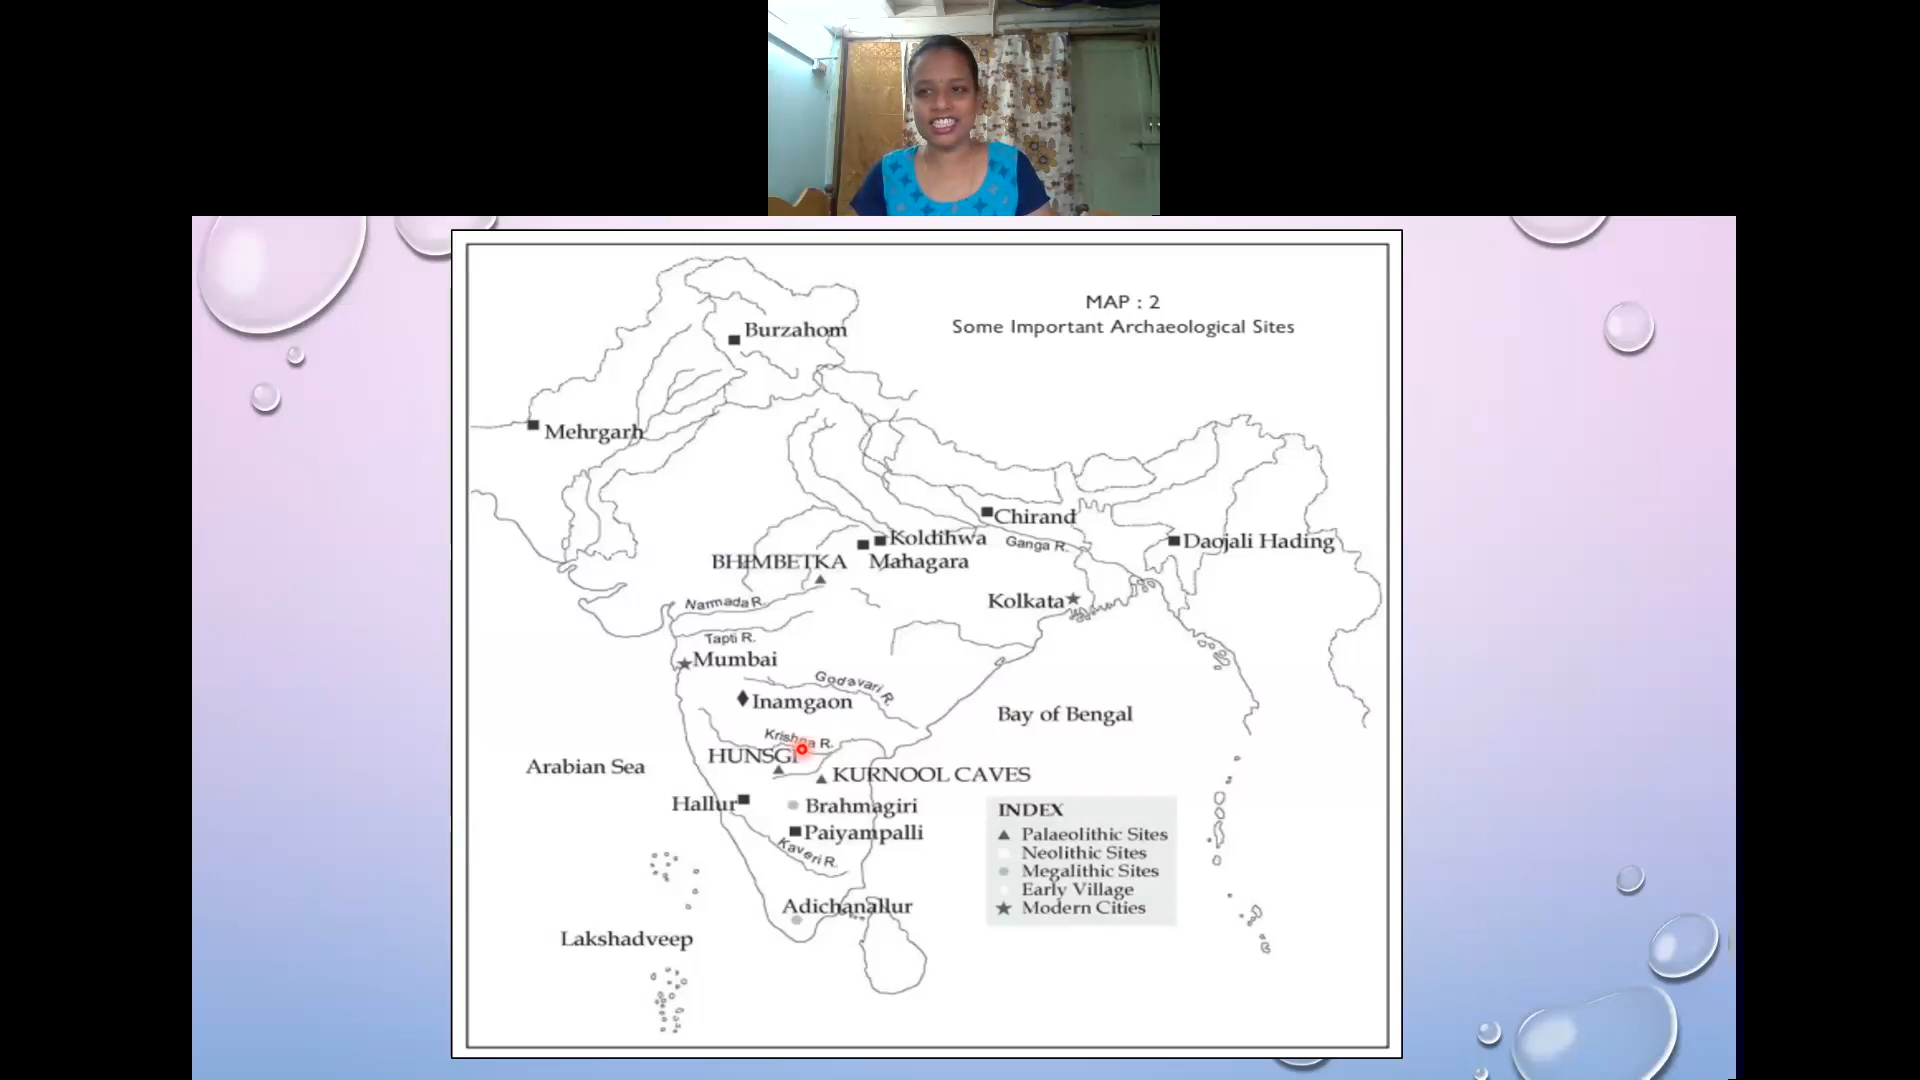 MAP : 2
Some Important Archaeological Sites
Burzahom
Mehrgarh
Chirand
Koldihwa
Ganga R.
Daojali Hading
BHIMBETKA
Mahagara
Narmada R.
Kolkata
Tapti R.
Mumbai
Godavari R.
Inamgaon
Bay of Bengal
Krishna R.
HUNSGI
Arabian Sea
KURNOOL CAVES
Hallur
Brahmagiri
Paiyampalli
Kaveri R.
Adichanallur
Lakshadveep
INDEX
Palaeolithic Sites
Neolithic Sites
Megalithic Sites
Early Village
Modern Cities